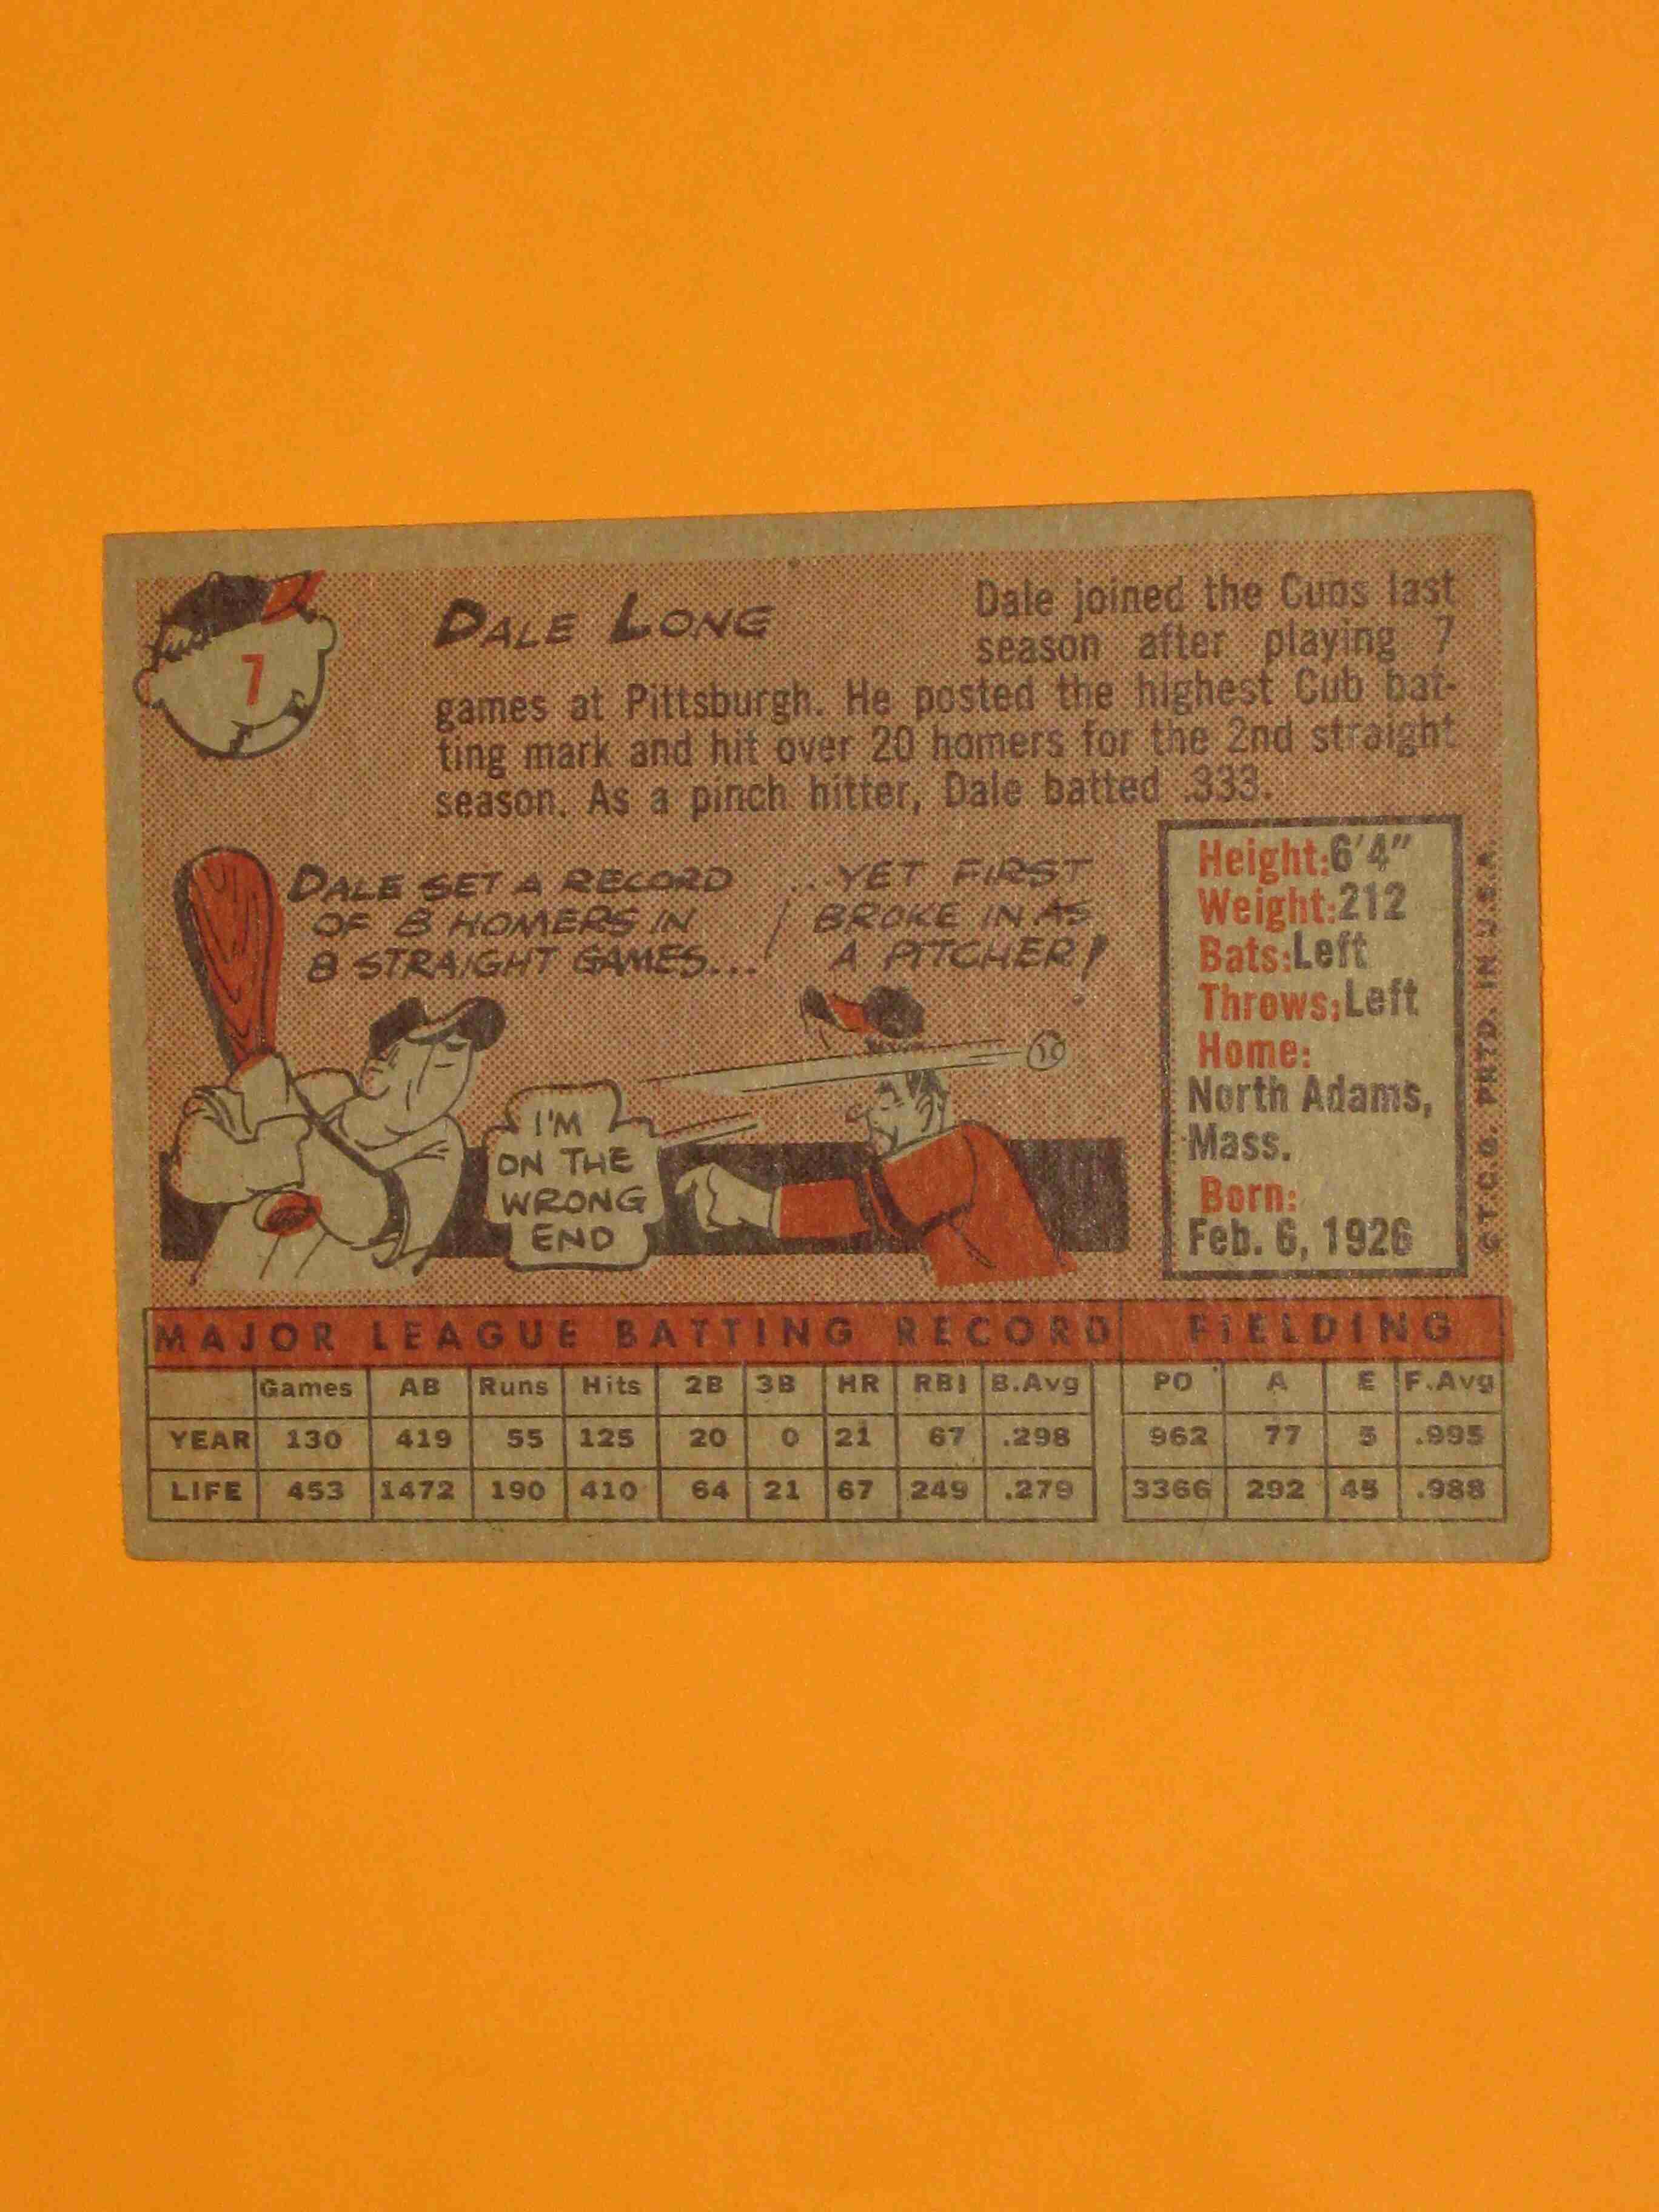 7
DALE LONG
Dale joined the Cubs last
season after playing 7
games at Pittsburgh. He posted the highest Cub bat-
ting mark and hit over 20 homers for the 2nd straight
season. As a pinch hitter, Dale batted .333.
DALE SET A RECORD
OF 8 HOMERS IN
8 STRAIGHT GAMES...
...YET FIRST
BROKE IN AS
A PITCHER!
I'M
ON THE
WRONG
END
Height: 6'4"
Weight: 212
Bats: Left
Throws: Left
Home:
North Adams,
Mass.
Born:
Feb. 6, 1926
© T.C.G. PRTD. IN U.S.A.
MAJOR LEAGUE BATTING RECORD FIELDING
Games AB Runs Hits 2B 3B HR RBI B.Avg PO A E F.Avg
YEAR 130 419 55 125 20 0 21 67 .298 962 77 5 .995
LIFE 453 1472 190 410 64 21 67 249 .279 3366 292 45 .988